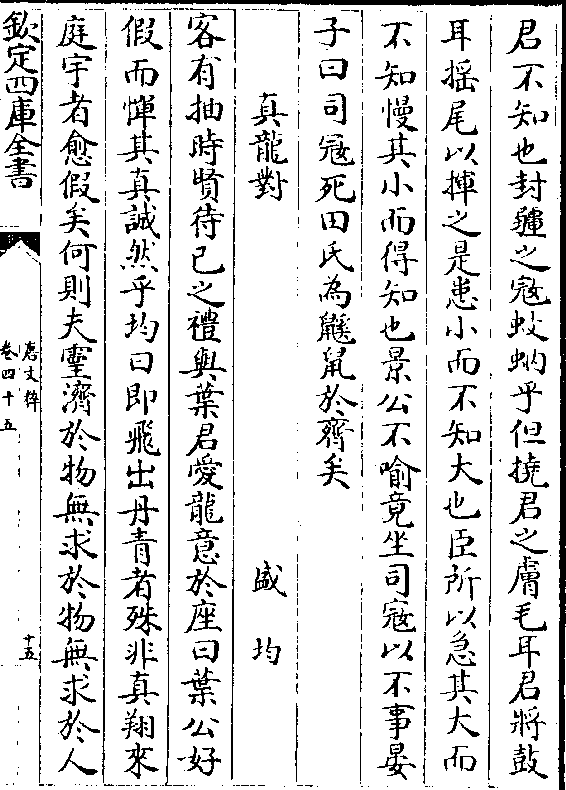 君不知也封疆之宼蚊蚋乎但撓君之膚毛耳君將鼓
耳揺尾以揮之是患小而不知大也臣所以急其大而
不知慢其小而得知也景公不喻竟坐司寇以不事晏
子曰司宼死田氏為鼷鼠於齊矣
真龍對 盛均
客有抽時賢待已之禮與葉君愛龍意於座曰葉公好
假而憚其真誠然乎均曰即飛出丹青者殊非真翔來
庭宇者愈假矣何則夫靈濟於物無求於物無求於人
欽定四庫全書
唐文粹
卷四十五
十五